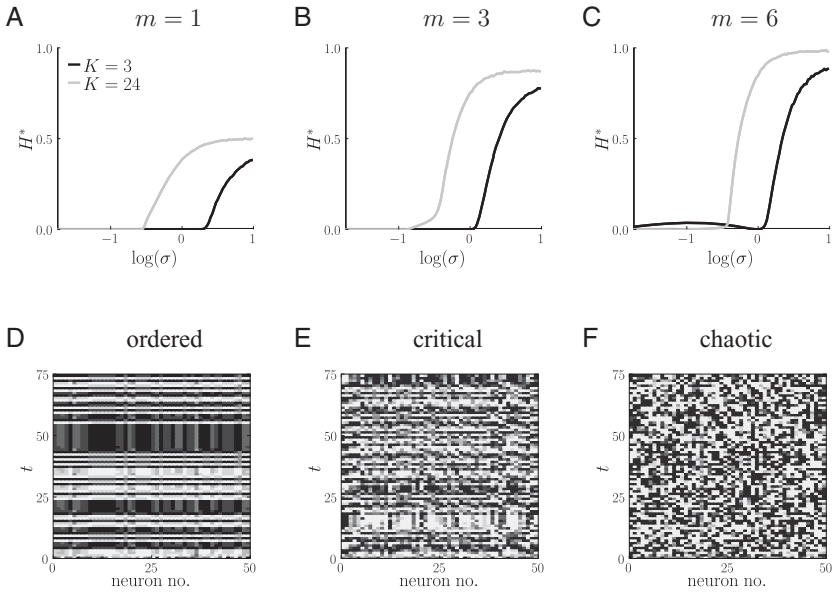 A m = 1
B m = 3
C m = 6
K = 3
K = 24
1.0
0.5
0.0
H*
−1 0 1
log(σ)
1.0
0.5
0.0
H*
−1 0 1
log(σ)
1.0
0.5
0.0
H*
−1 0 1
log(σ)
D ordered
E critical
F chaotic
75
50
25
0
t
0 25 50
neuron no.
75
50
25
0
t
0 25 50
neuron no.
75
50
25
0
t
0 25 50
neuron no.